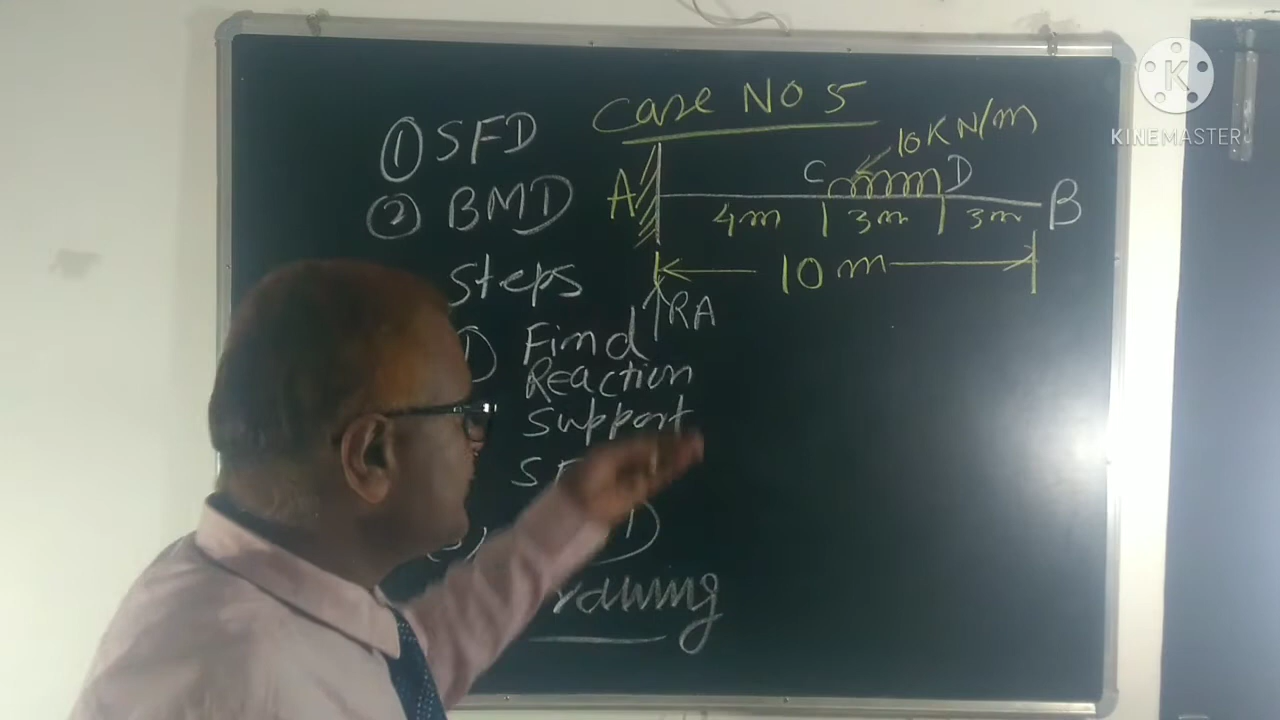 Case NO 5
① SFD
② BMD
10 KN/m
A
C
D
B
4m
3m
3m
10 m
RA
Steps
Find
Reaction
Support
K
KINEMASTER